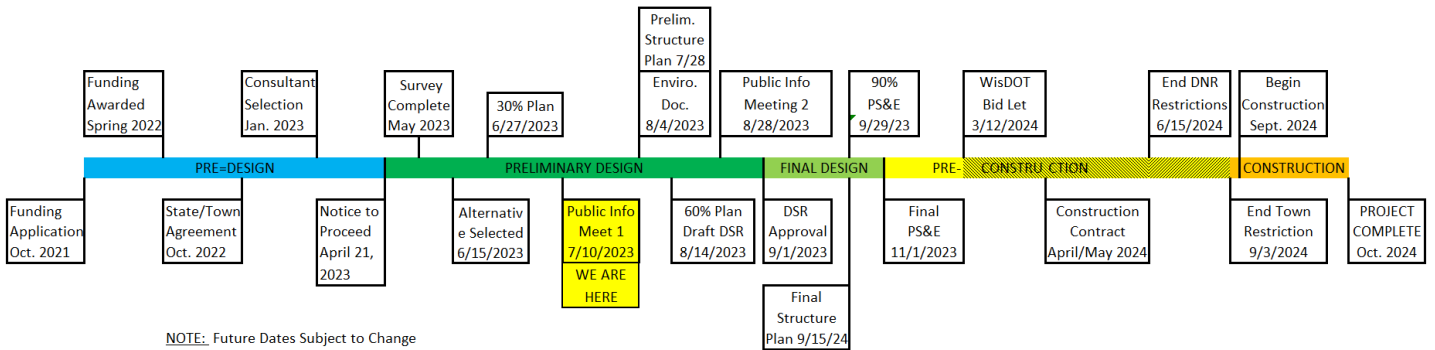 Funding
Awarded
Spring 2022
Consultant
Selection
Jan. 2023
Survey
Complete
May 2023
30% Plan
6/27/2023
Prelim.
Structure
Plan 7/28
Enviro.
Doc.
8/4/2023
Public Info
Meeting 2
8/28/2023
90%
PS&E
9/29/23
WisDOT
Bid Let
3/12/2024
End DNR
Restrictions
6/15/2024
Begin
Construction
Sept. 2024
PRE=DESIGN
PRELIMINARY DESIGN
FINAL DESIGN
PRE- CONSTRUCTION
CONSTRUCTION
Funding
Application
Oct. 2021
State/Town
Agreement
Oct. 2022
Notice to
Proceed
April 21,
2023
Alternativ
e Selected
6/15/2023
Public Info
Meet 1
7/10/2023
WE ARE
HERE
60% Plan
Draft DSR
8/14/2023
DSR
Approval
9/1/2023
Final
Structure
Plan 9/15/24
Final
PS&E
11/1/2023
Construction
Contract
April/May 2024
End Town
Restriction
9/3/2024
PROJECT
COMPLETE
Oct. 2024
NOTE: Future Dates Subject to Change